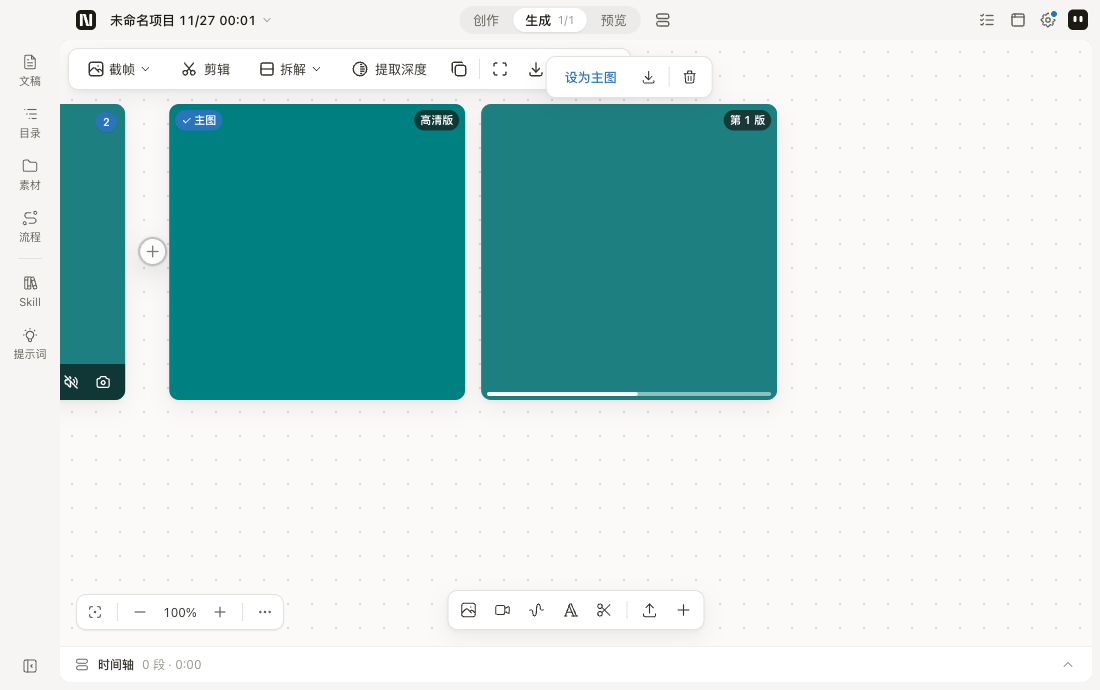 未命名项目 11/27 00:01
创作
生成 1/1
预览
文稿
目录
素材
流程
Skill
提示词
截帧
剪辑
拆解
提取深度
设为主图
2
主图
高清版
第 1 版
100%
时间轴 0 段 · 0:00